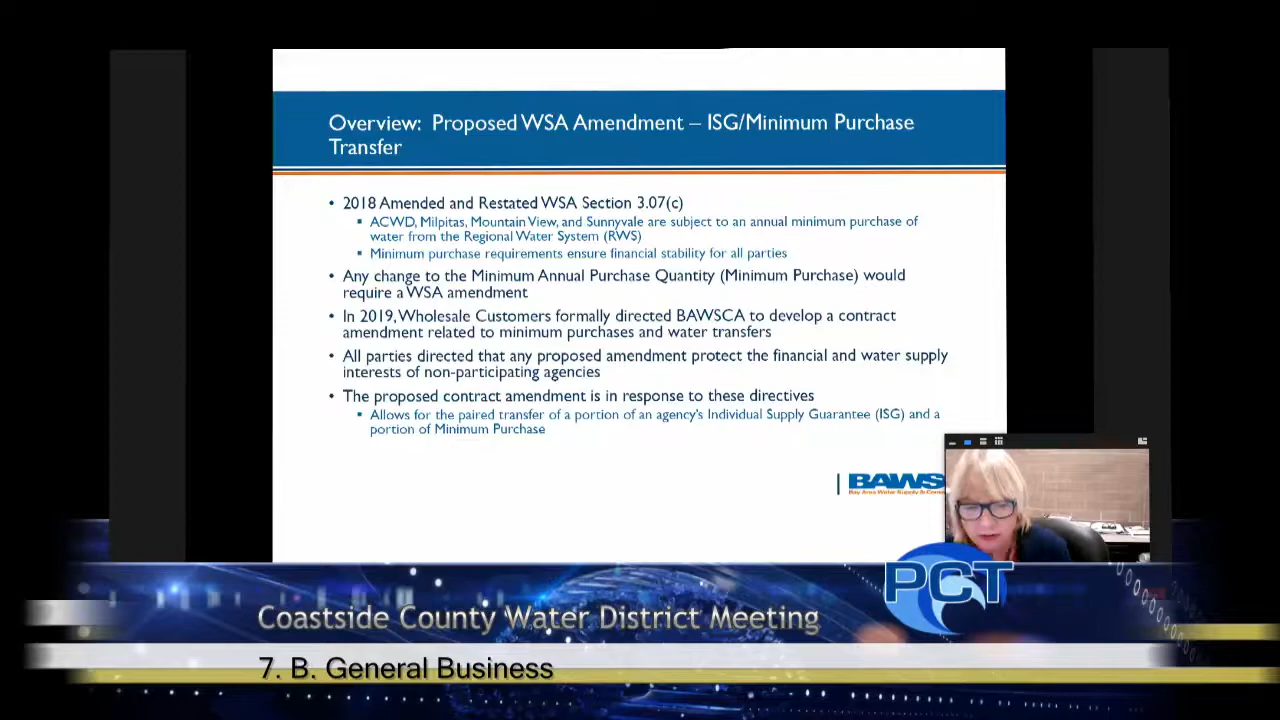 Overview: Proposed WSA Amendment – ISG/Minimum Purchase
Transfer
• 2018 Amended and Restated WSA Section 3.07(c)
▪ ACWD, Milpitas, Mountain View, and Sunnyvale are subject to an annual minimum purchase of
water from the Regional Water System (RWS)
▪ Minimum purchase requirements ensure financial stability for all parties
• Any change to the Minimum Annual Purchase Quantity (Minimum Purchase) would
require a WSA amendment
• In 2019, Wholesale Customers formally directed BAWSCA to develop a contract
amendment related to minimum purchases and water transfers
• All parties directed that any proposed amendment protect the financial and water supply
interests of non-participating agencies
• The proposed contract amendment is in response to these directives
▪ Allows for the paired transfer of a portion of an agency's Individual Supply Guarantee (ISG) and a
portion of Minimum Purchase
BAWS
Bay Area Water Supply &
PCT
Coastside County Water District Meeting
7. B. General Business